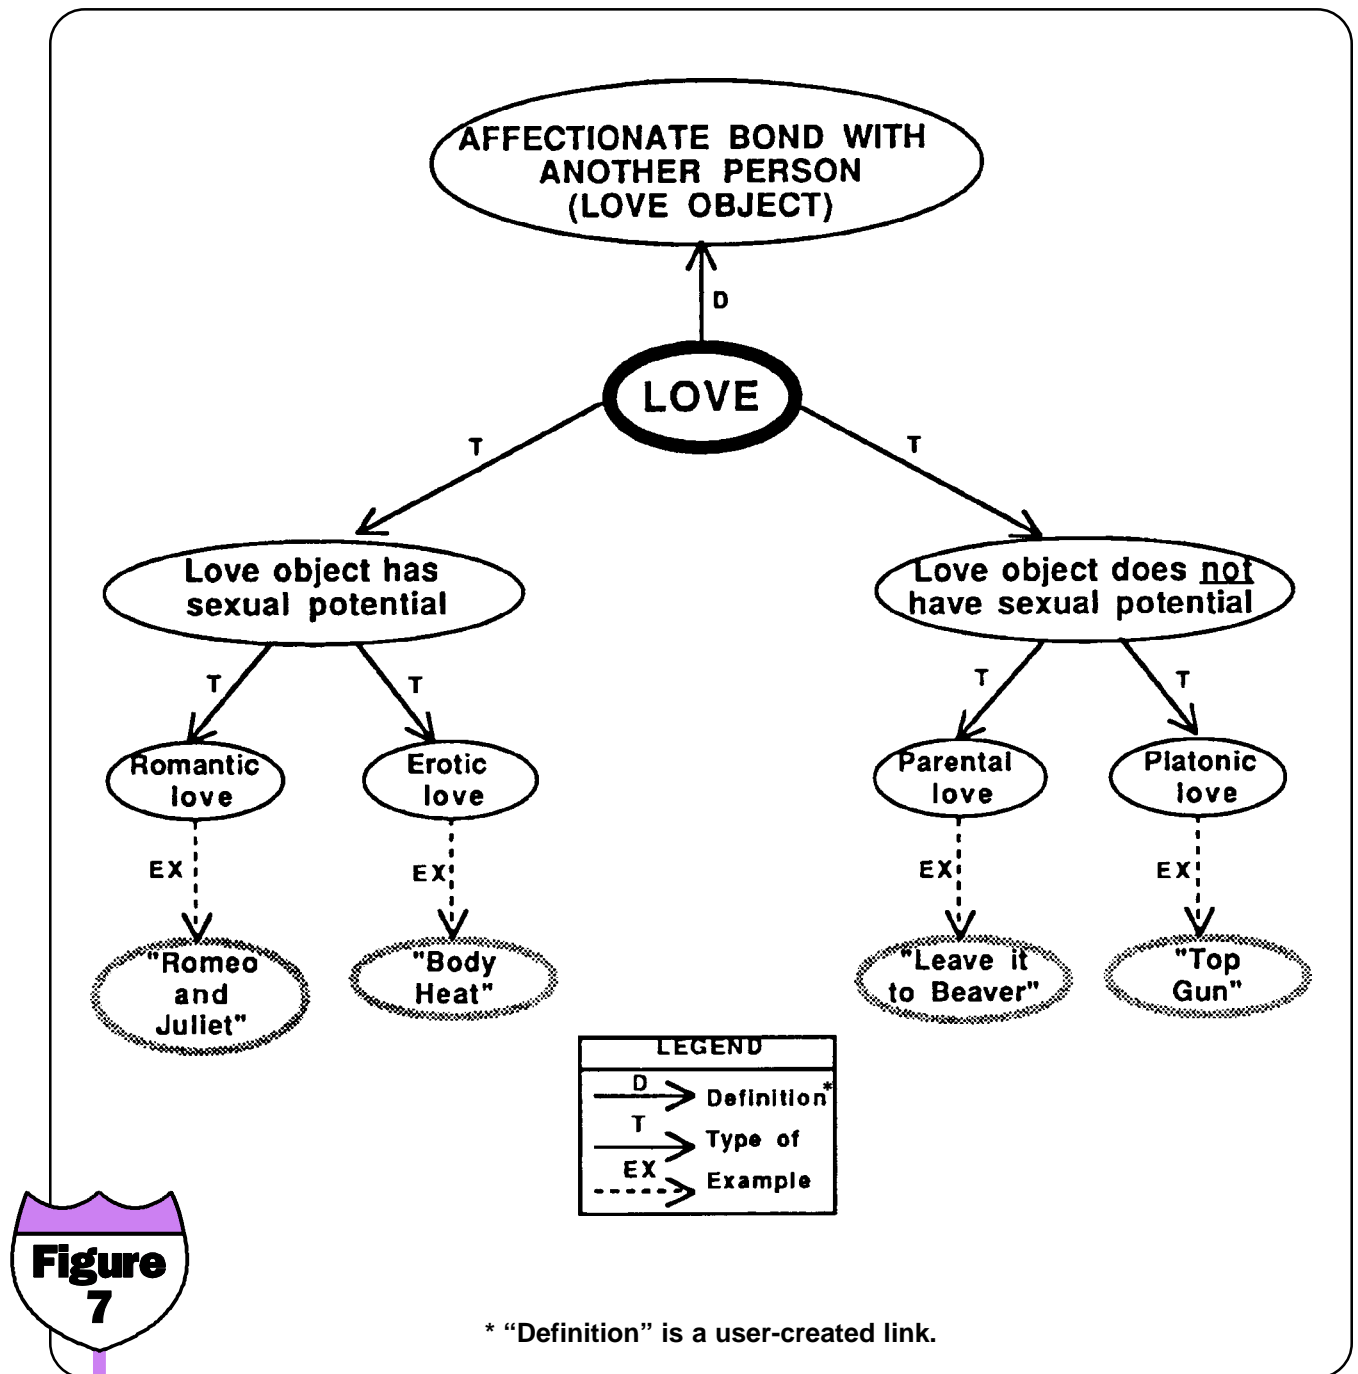 AFFECTIONATE BOND WITH
ANOTHER PERSON
(LOVE OBJECT)
D
LOVE
T
T
Love object has
sexual potential
Love object does not
have sexual potential
T
T
T
T
Romantic
love
Erotic
love
Parental
love
Platonic
love
EX
EX
EX
EX
"Romeo
and
Juliet"
"Body
Heat"
"Leave it
to Beaver"
"Top
Gun"
LEGEND
D
Definition*
T
Type of
EX
Example
Figure
7
* “Definition” is a user-created link.